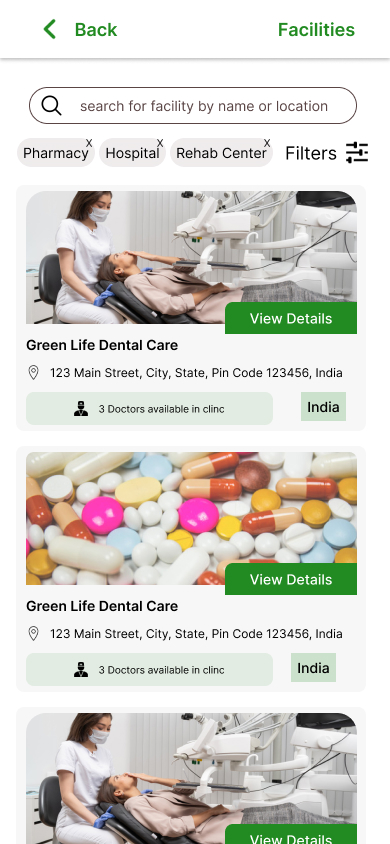 Back Facilities
search for facility by name or location
Pharmacy X Hospital X Rehab Center X Filters
View Details
Green Life Dental Care
123 Main Street, City, State, Pin Code 123456, India
3 Doctors available in clinc India
View Details
Green Life Dental Care
123 Main Street, City, State, Pin Code 123456, India
3 Doctors available in clinc India
View Details